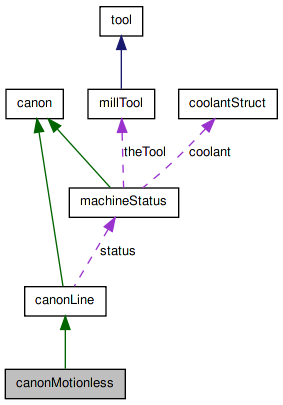 tool
canon
millTool
coolantStruct
theTool
coolant
machineStatus
status
canonLine
canonMotionless